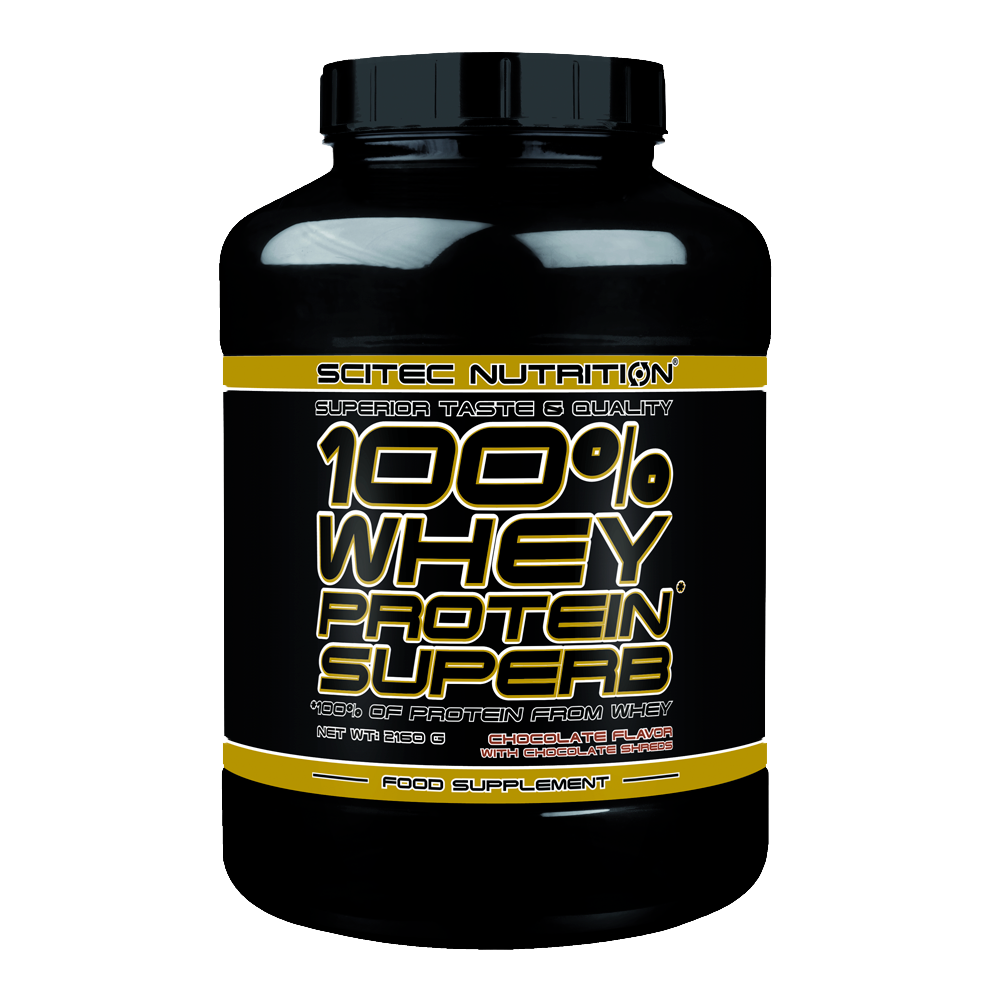 SCITEC NUTRITION®
SUPERIOR TASTE & QUALITY
100%
WHEY
PROTEIN*
SUPERB
*100% OF PROTEIN FROM WHEY
NET WT: 2160 G
CHOCOLATE FLAVOR
WITH CHOCOLATE SHREDS
FOOD SUPPLEMENT